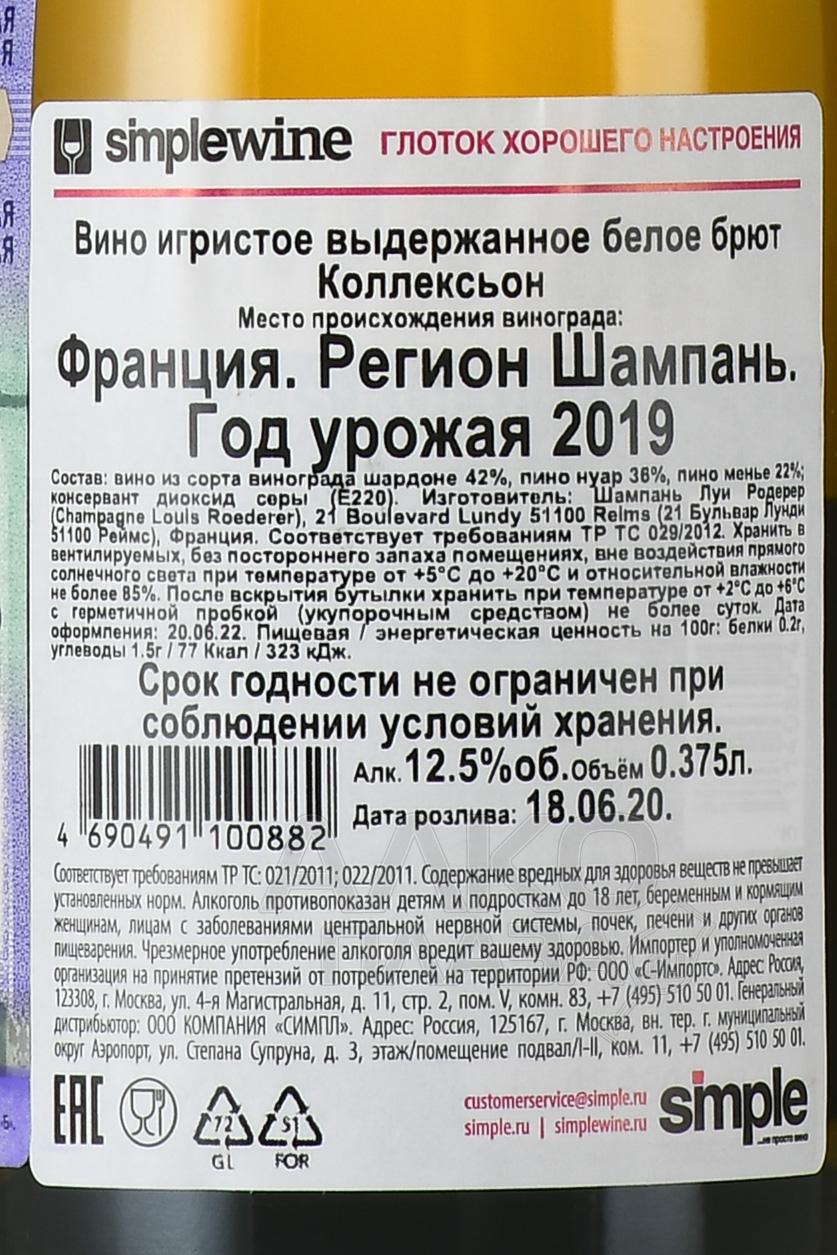 simplewine ГЛОТОК ХОРОШЕГО НАСТРОЕНИЯ
Вино игристое выдержанное белое брют
Коллексьон
Место происхождения винограда:
Франция. Регион Шампань.
Год урожая 2019
Состав: вино из сорта винограда шардоне 42%, пино нуар 36%, пино менье 22%;
консервант диоксид серы (Е220). Изготовитель: Шампань Луи Родерер
(Champagne Louis Roederer), 21 Boulevard Lundy 51100 Reims (21 Бульвар Лунди
51100 Реймс), Франция. Соответствует требованиям ТР ТС 029/2012. Хранить в
вентилируемых, без постороннего запаха помещениях, вне воздействия прямого
солнечного света при температуре от +5°С до +20°С и относительной влажности
не более 85%. После вскрытия бутылки хранить при температуре от +2°С до +6°С
с герметичной пробкой (укупорочным средством) не более суток. Дата
оформления: 20.06.22. Пищевая / энергетическая ценность на 100г: белки 0.2г,
углеводы 1.5г / 77 Ккал / 323 кДж.
Срок годности не ограничен при
соблюдении условий хранения.
Алк. 12.5%об. Объём 0.375л.
Дата розлива: 18.06.20.
4 690491 100882
Соответствует требованиям ТР ТС: 021/2011; 022/2011. Содержание вредных для здоровья веществ не превышает
установленных норм. Алкоголь противопоказан детям и подросткам до 18 лет, беременным и кормящим
женщинам, лицам с заболеваниями центральной нервной системы, почек, печени и других органов
пищеварения. Чрезмерное употребление алкоголя вредит вашему здоровью. Импортер и уполномоченная
организация на принятие претензий от потребителей на территории РФ: ООО «С-Импортс». Адрес: Россия,
123308, г. Москва, ул. 4-я Магистральная, д. 11, стр. 2, пом. V, комн. 83, +7 (495) 510 50 01. Генеральный
дистрибьютор: ООО КОМПАНИЯ «СИМПЛ». Адрес: Россия, 125167, г. Москва, вн. тер. г. муниципальный
округ Аэропорт, ул. Степана Супруна, д. 3, этаж/помещение подвал/I-II, ком. 11, +7 (495) 510 50 01.
EAC
72 51
GL FOR
customerservice@simple.ru
simple.ru | simplewine.ru
simple
...не просто вино